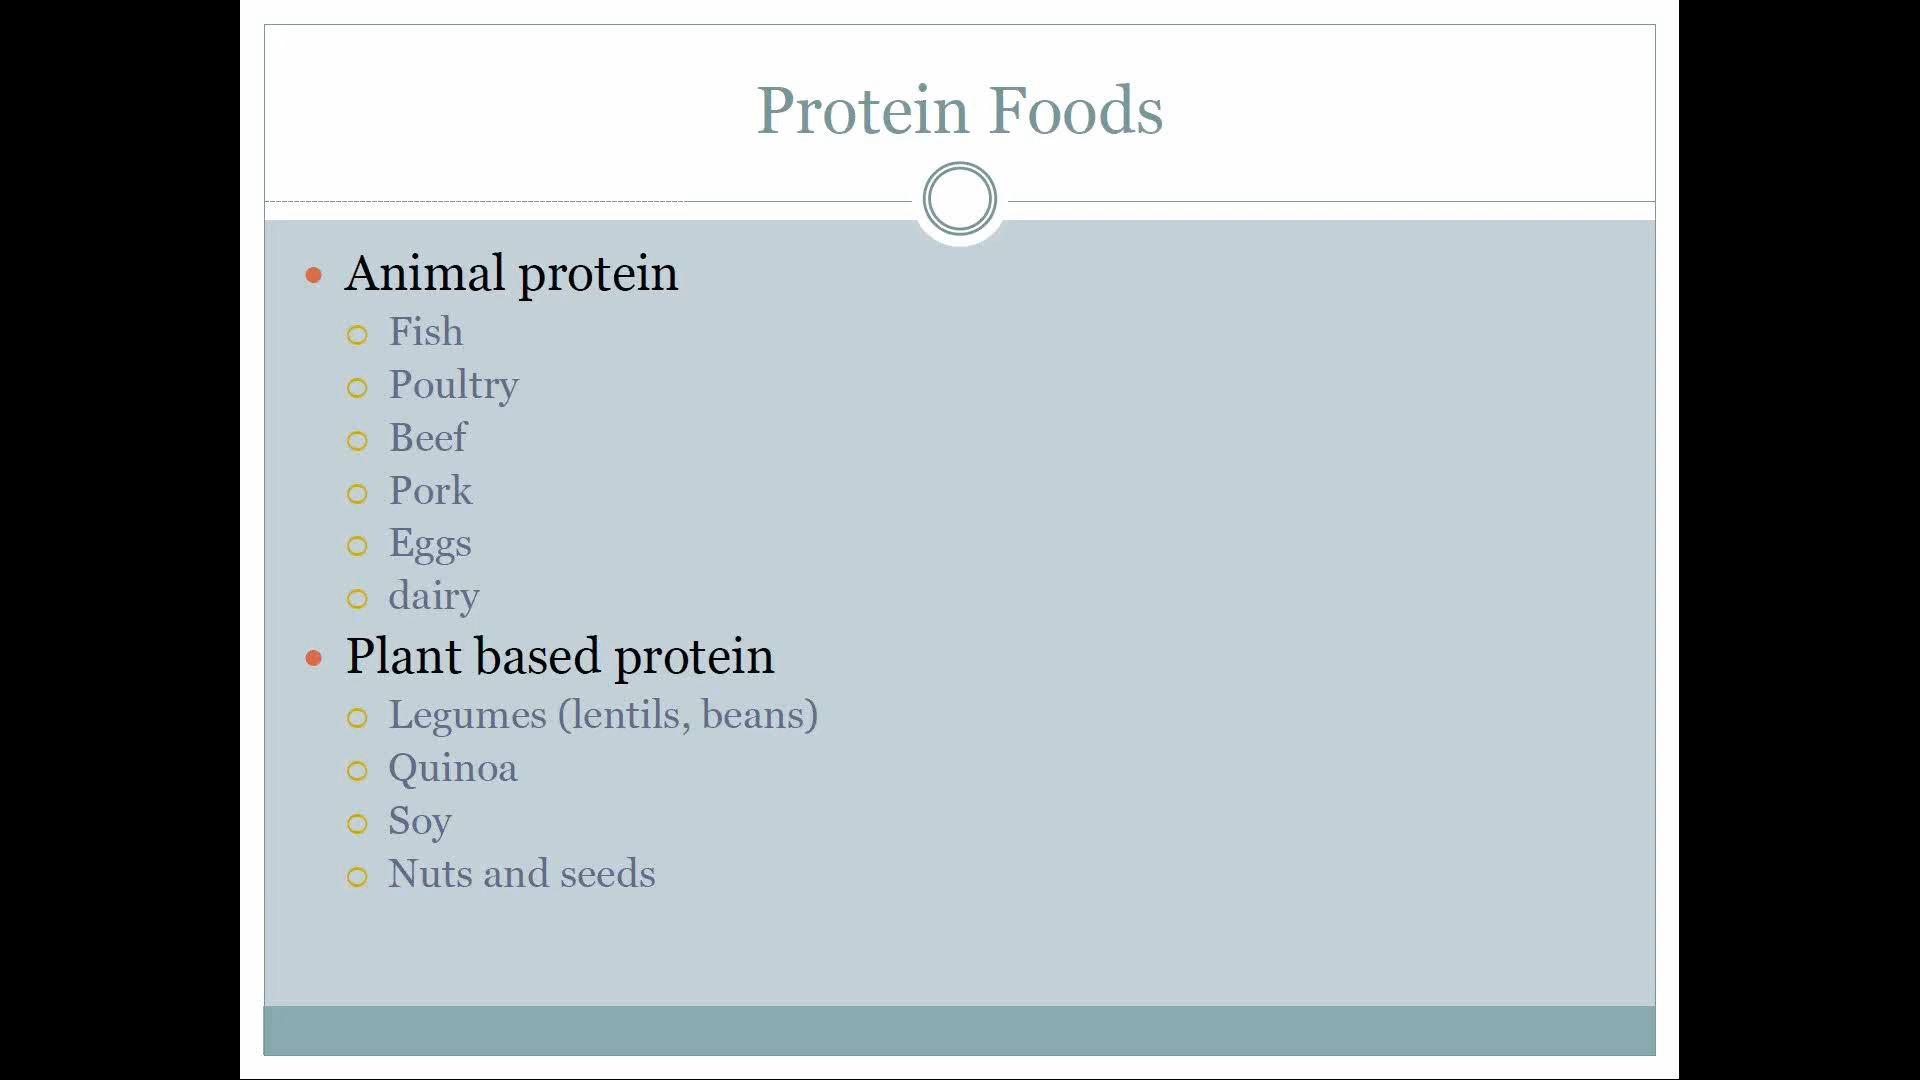 Protein Foods
Animal protein
Fish
Poultry
Beef
Pork
Eggs
dairy
Plant based protein
Legumes (lentils, beans)
Quinoa
Soy
Nuts and seeds